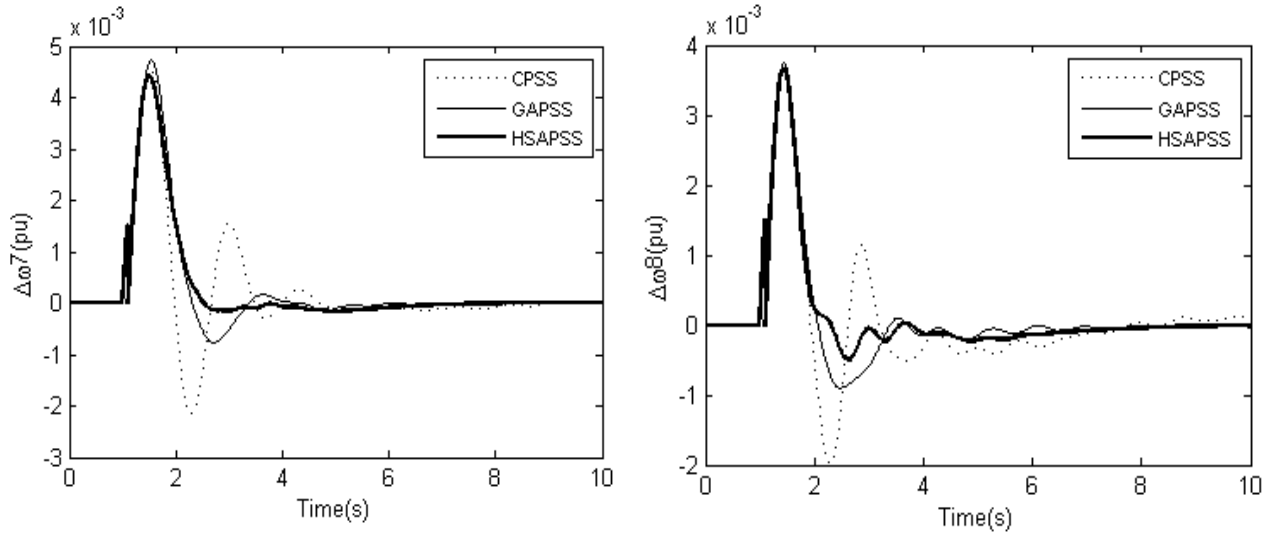 x 10-3
5
4
3
2
1
0
-1
-2
-3
Δω7(pu)
CPSS
GAPSS
HSAPSS
0 2 4 6 8 10
Time(s)
x 10-3
4
3
2
1
0
-1
-2
Δω8(pu)
CPSS
GAPSS
HSAPSS
0 2 4 6 8 10
Time(s)